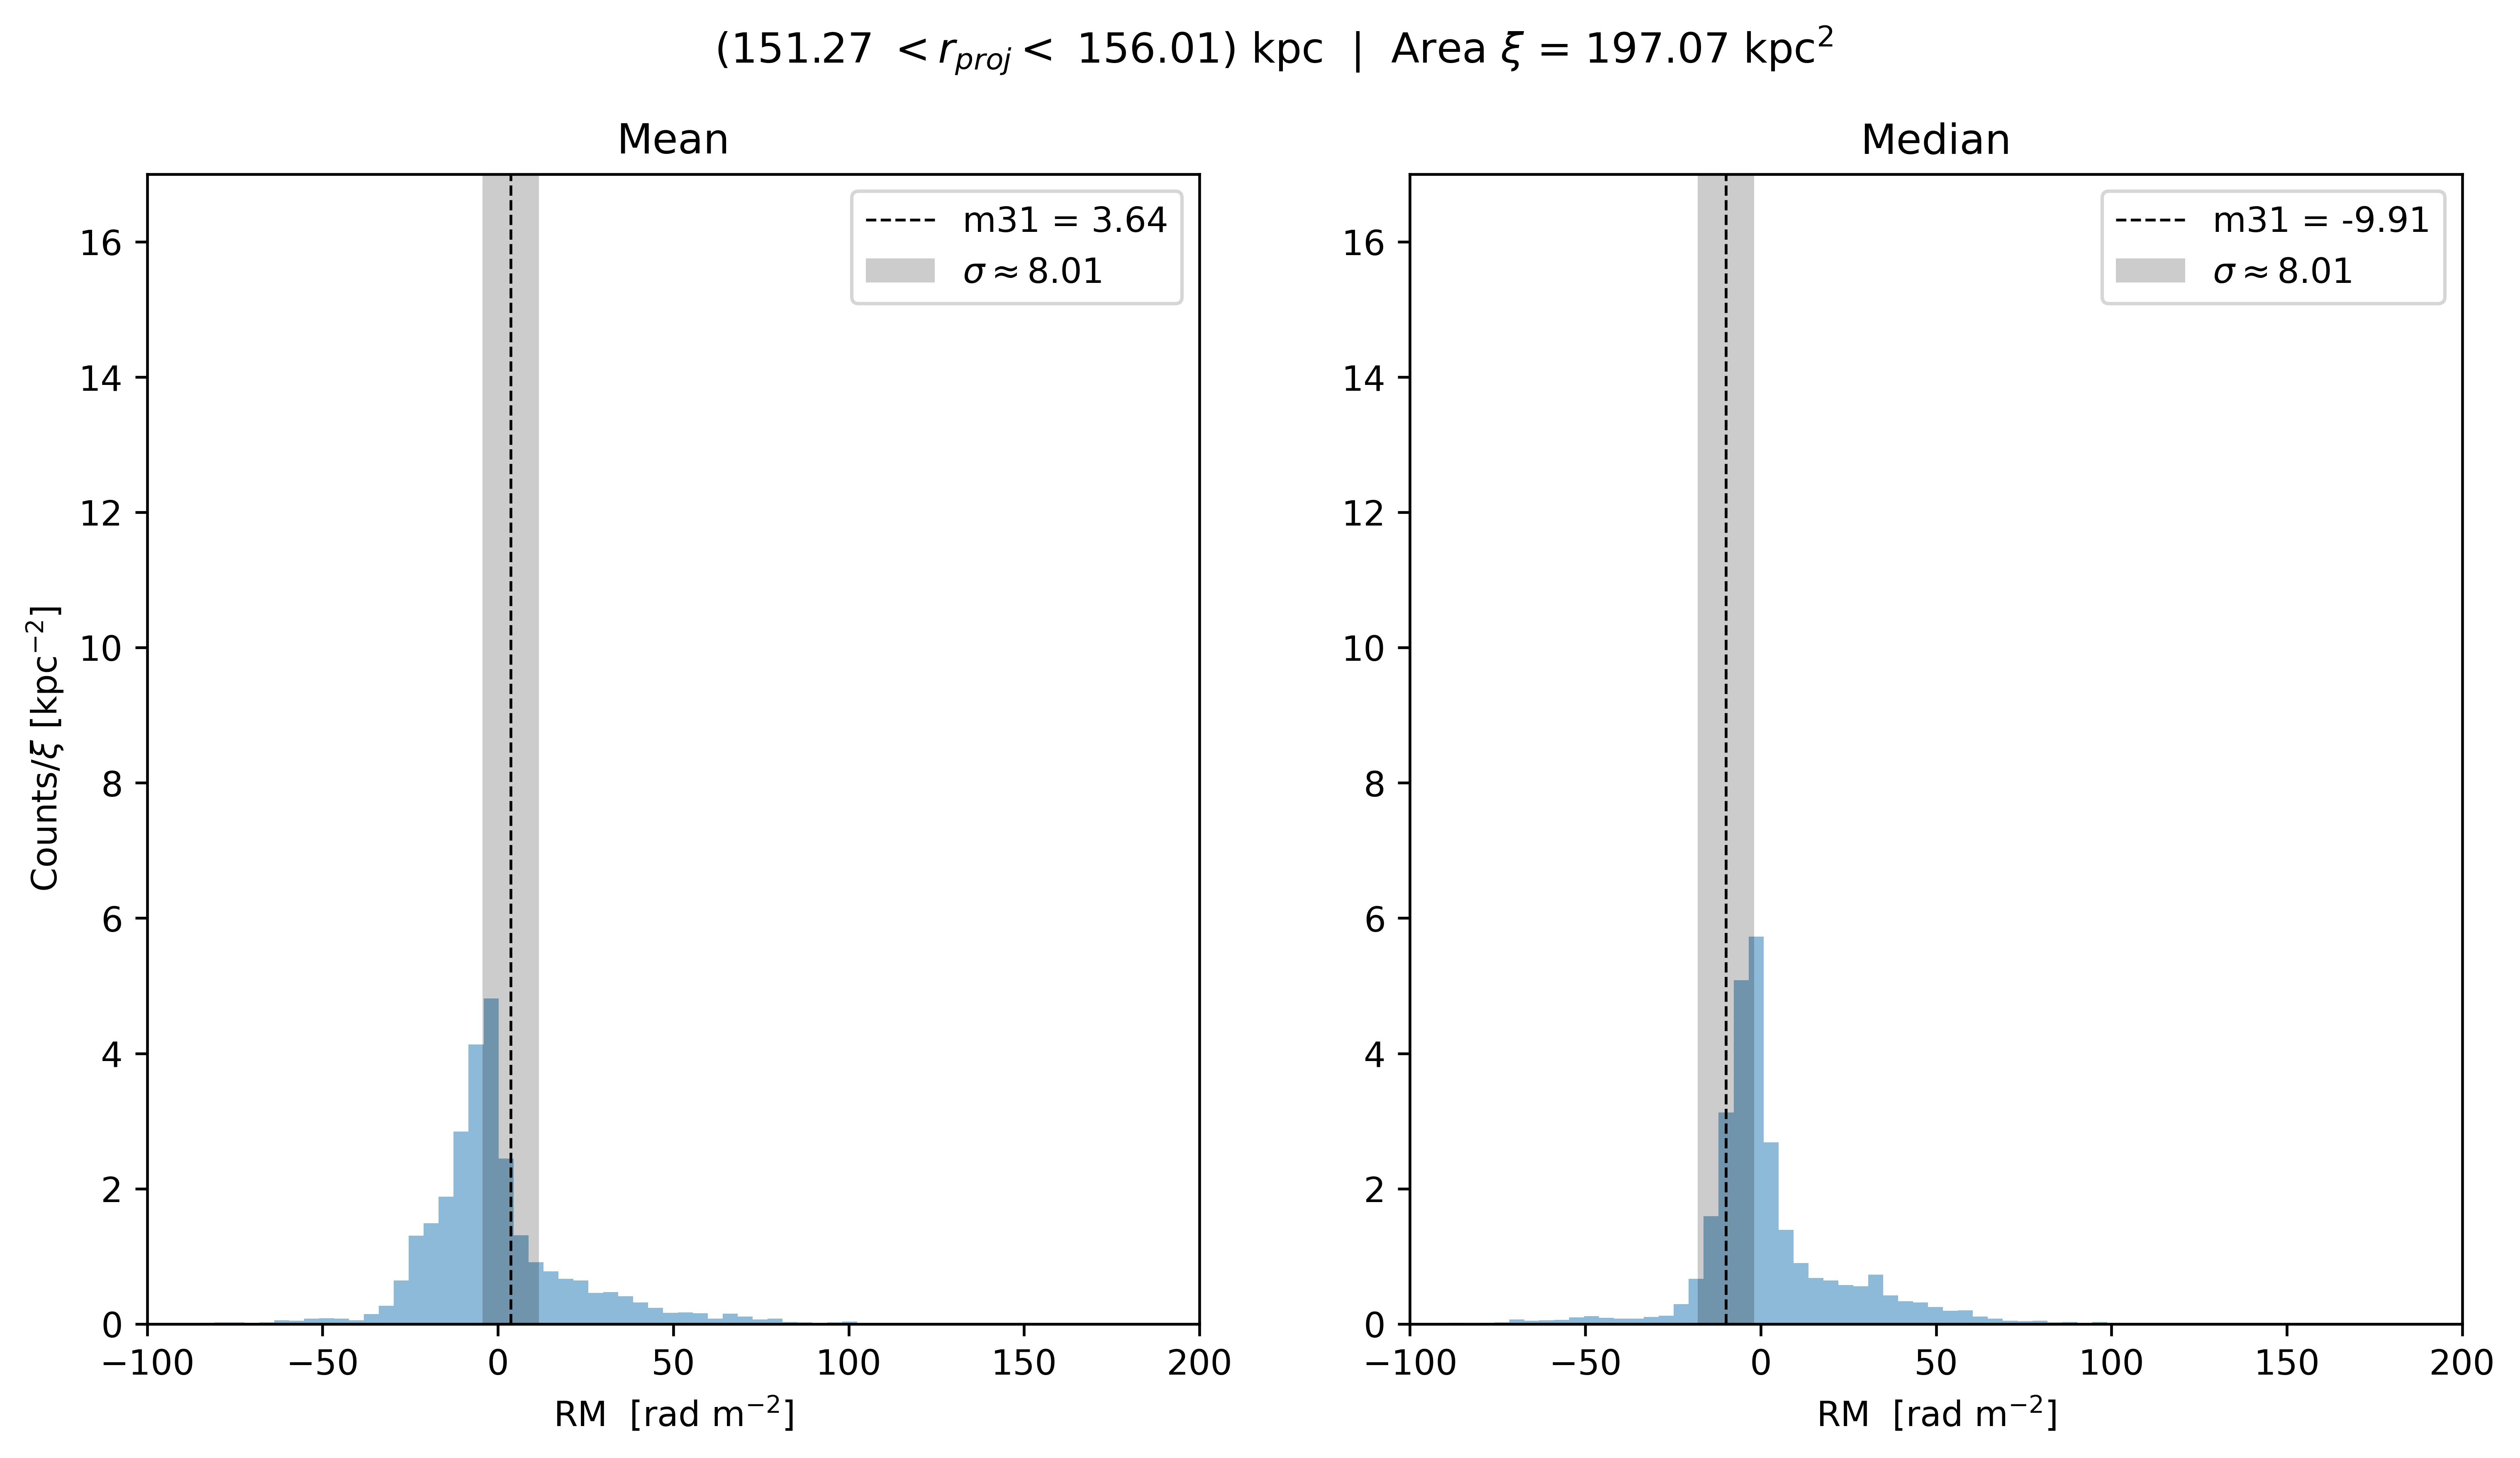 (151.27 < r_proj < 156.01) kpc | Area ξ = 197.07 kpc²
Mean
m31 = 3.64
σ ≈ 8.01
16
14
12
10
8
6
4
2
0
Counts/ξ [kpc⁻²]
−100 −50 0 50 100 150 200
RM [rad m⁻²]
Median
m31 = -9.91
σ ≈ 8.01
16
14
12
10
8
6
4
2
0
−100 −50 0 50 100 150 200
RM [rad m⁻²]